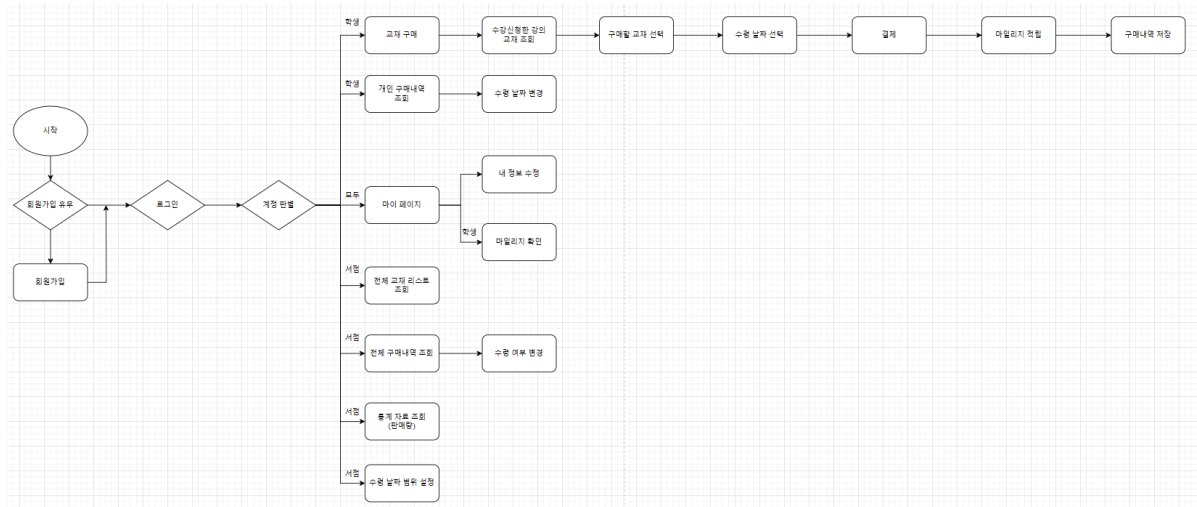 학생
교재 구매
수강신청한 강의
교재 조회
구매할 교재 선택
수령 날짜 선택
결제
마일리지 적립
구매내역 저장
학생
개인 구매내역
조회
수령 날짜 변경
시작
회원가입 유무
로그인
계정 판별
모두
마이 페이지
내 정보 수정
학생
마일리지 확인
회원가입
서점
전체 교재 리스트
조회
서점
전체 구매내역 조회
수령 여부 변경
서점
통계 자료 조회
(판매량)
서점
수령 날짜 범위 설정